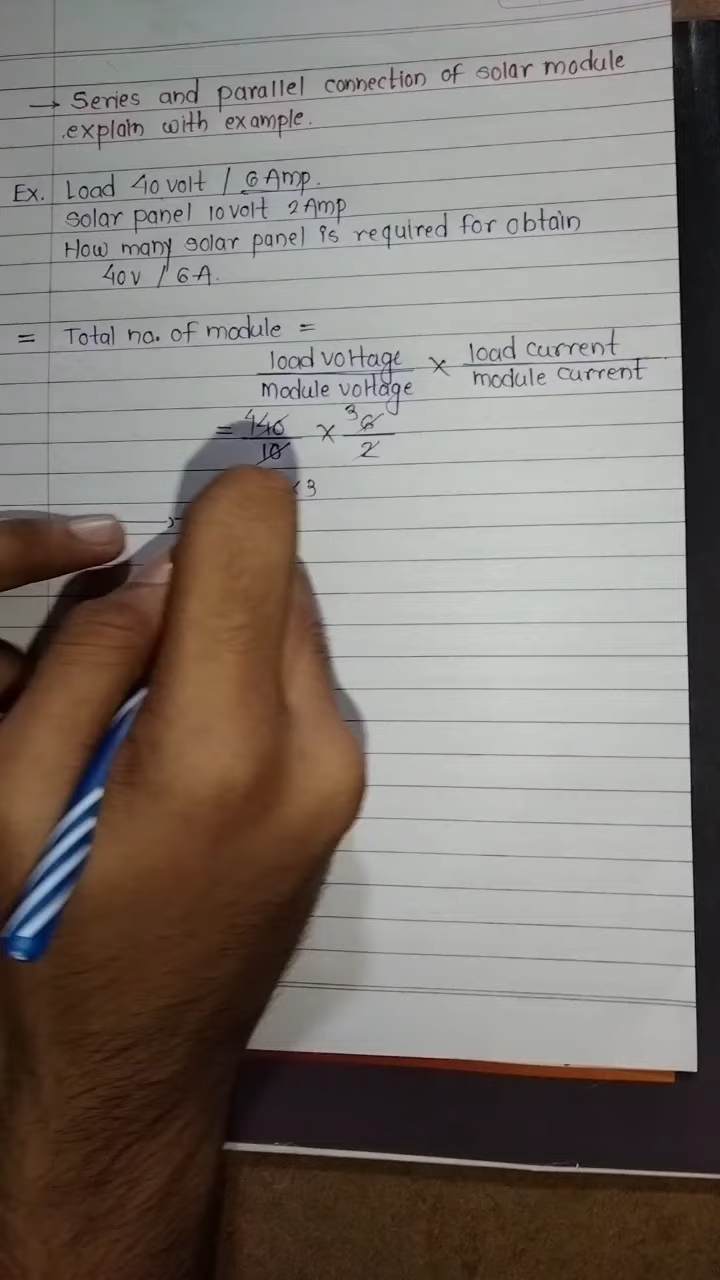 → Series and parallel connection of solar module
explain with example.
Ex. Load 40 volt / 6 Amp.
solar panel 10 volt 2 Amp
How many solar panel is required for obtain
40v / 6A.
= Total no. of module =
load voltage / module voltage × load current / module current
= 4 40 / 10 × 3 6 / 2
× 3